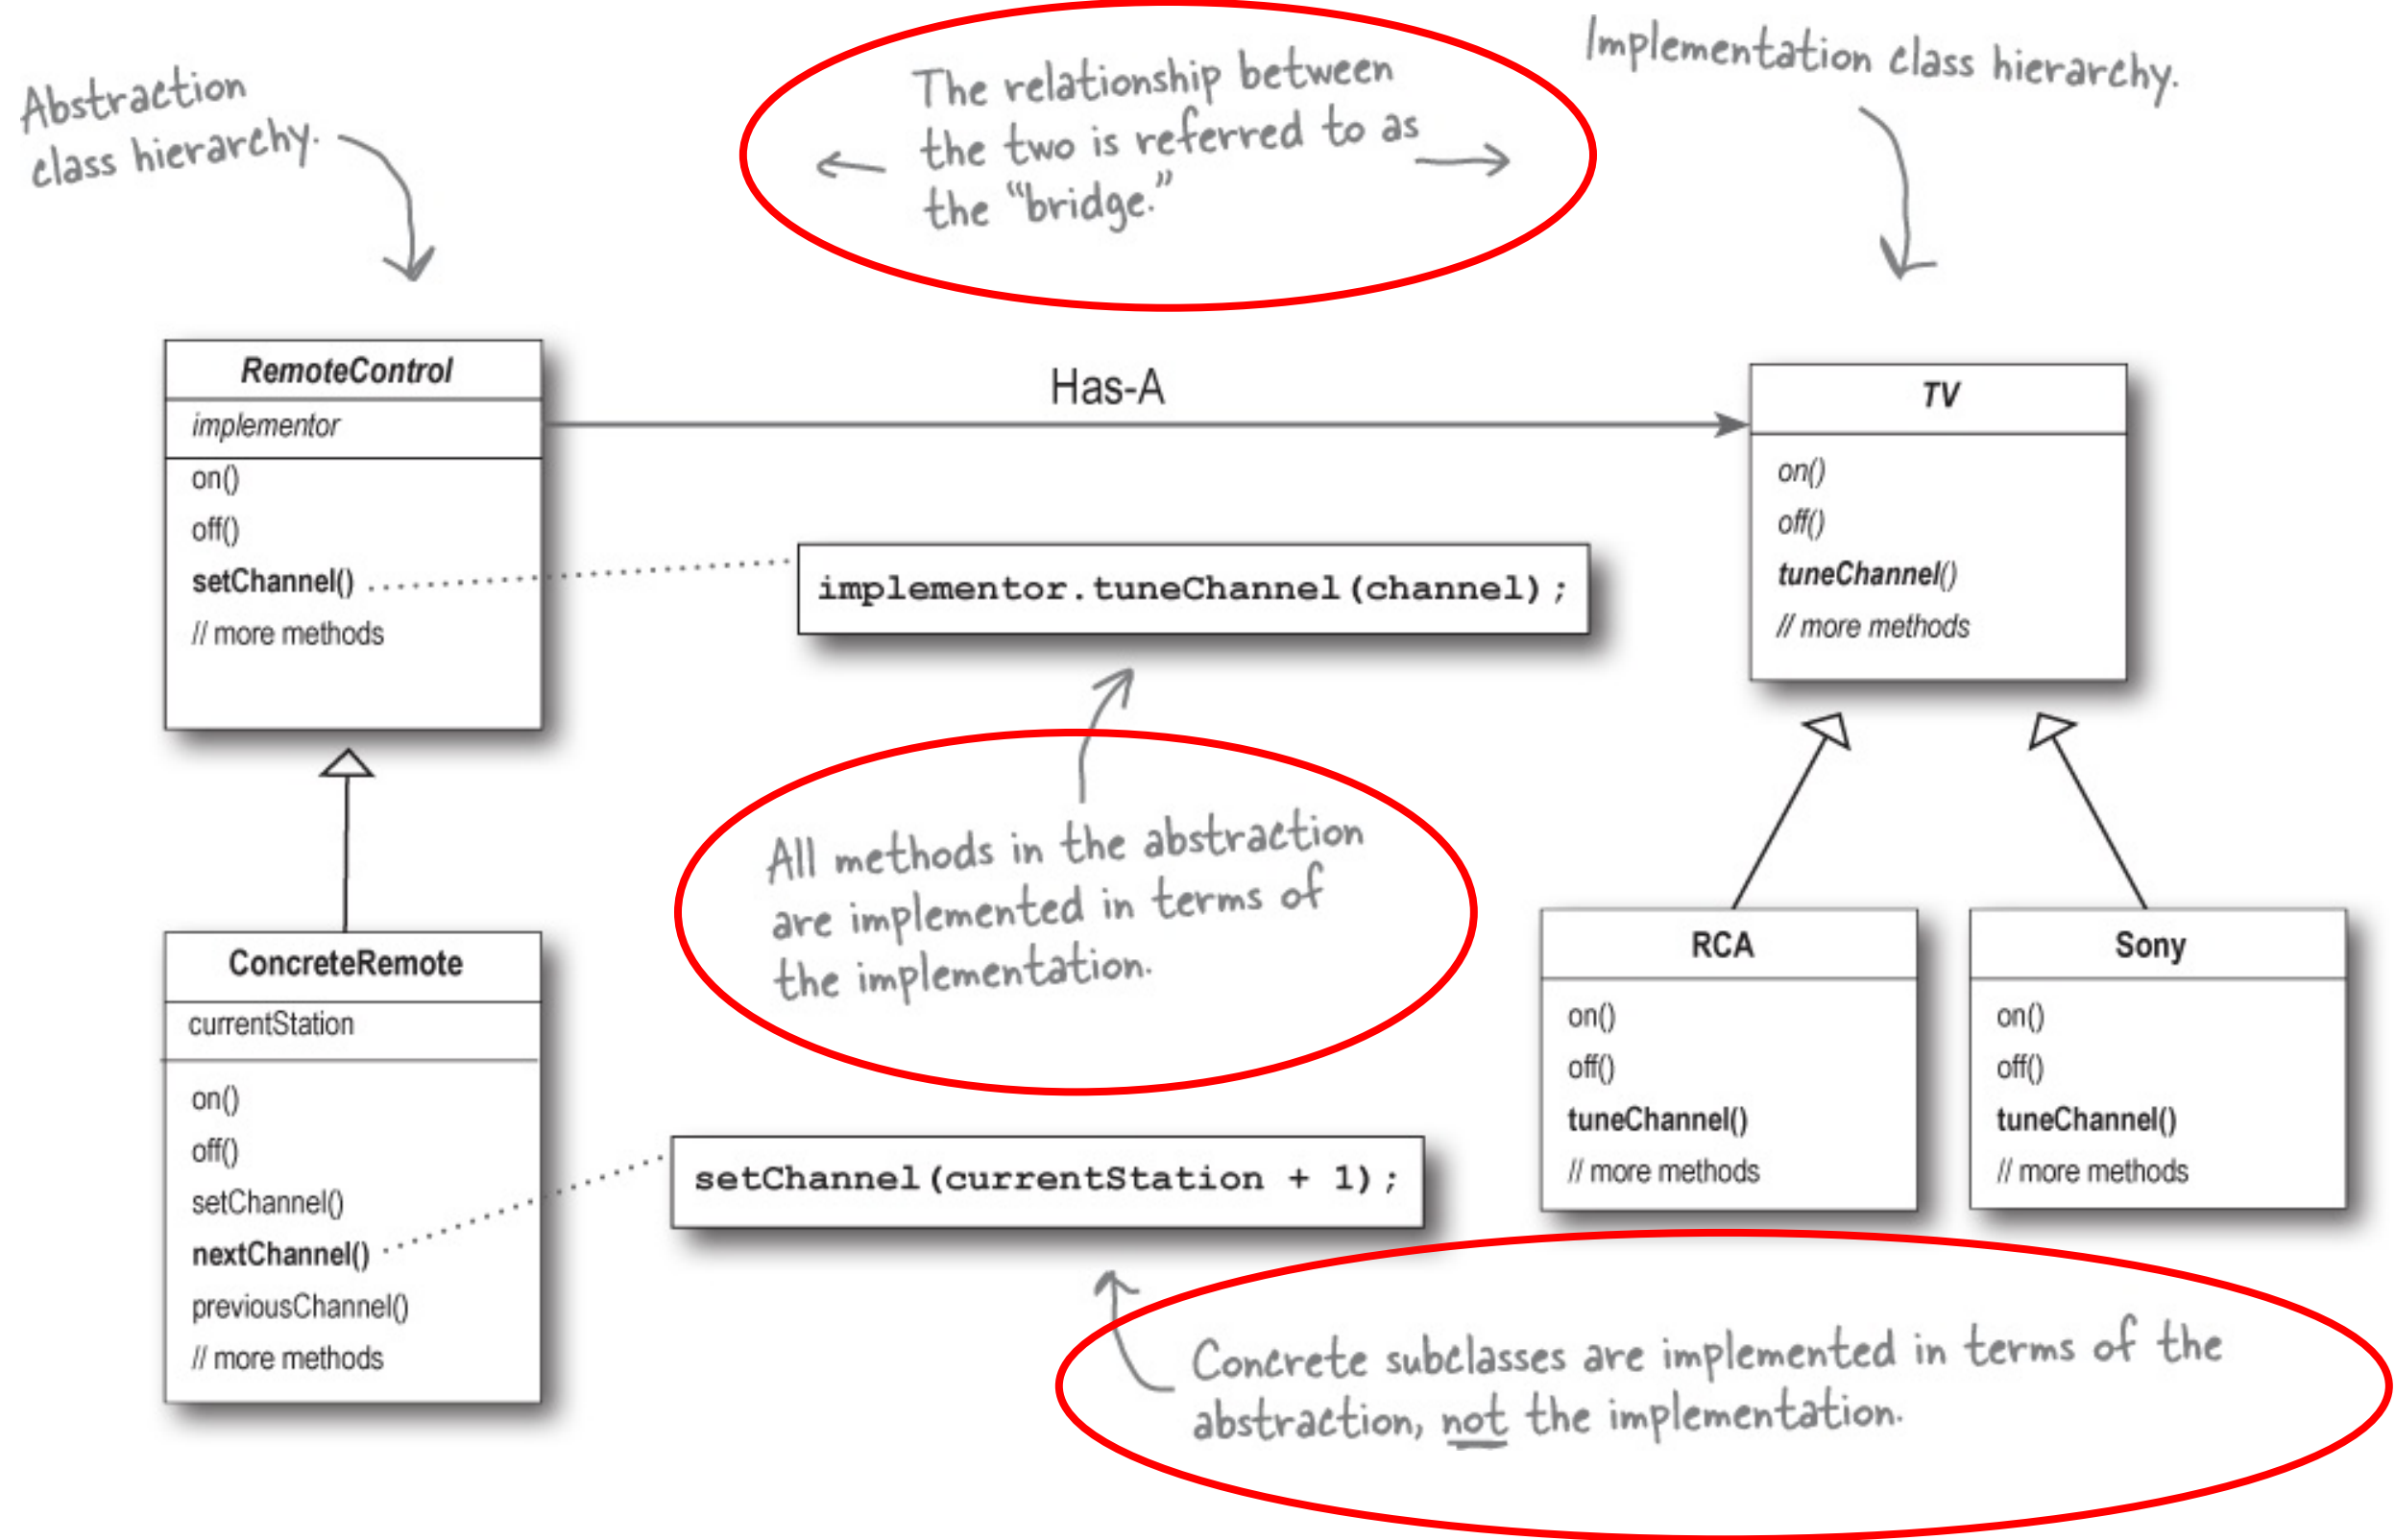 Abstraction
class hierarchy.
The relationship between
the two is referred to as
the “bridge.”
Implementation class hierarchy.
RemoteControl
implementor
on()
off()
setChannel()
// more methods
Has-A
TV
on()
off()
tuneChannel()
// more methods
implementor.tuneChannel(channel);
All methods in the abstraction
are implemented in terms of
the implementation.
ConcreteRemote
currentStation
on()
off()
setChannel()
nextChannel()
previousChannel()
// more methods
setChannel(currentStation + 1);
RCA
on()
off()
tuneChannel()
// more methods
Sony
on()
off()
tuneChannel()
// more methods
Concrete subclasses are implemented in terms of the
abstraction, not the implementation.